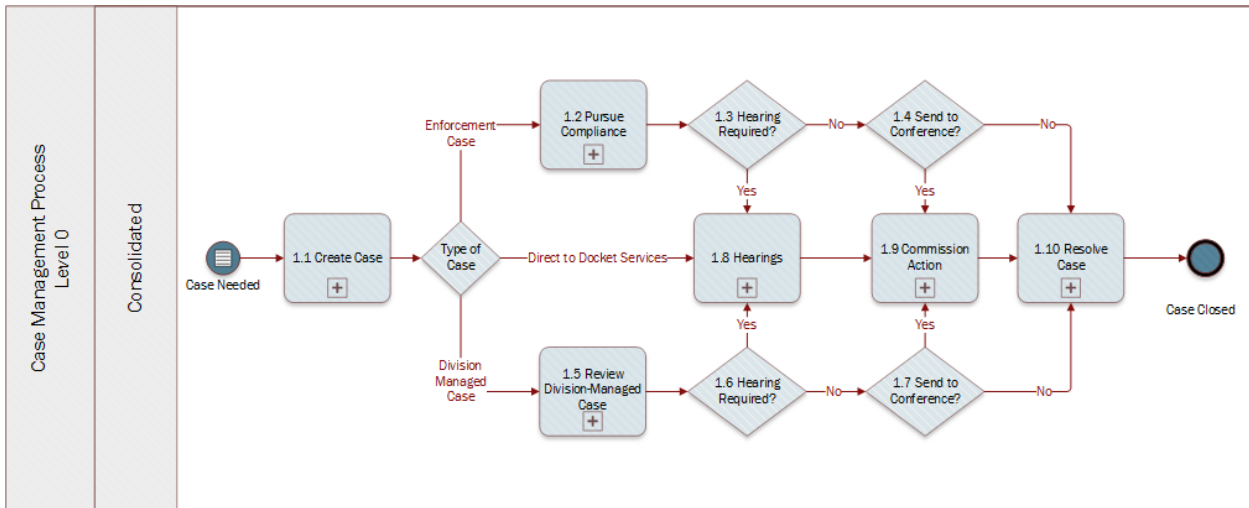 Case Management Process
Level 0
Consolidated
Case Needed
1.1 Create Case
Type of
Case
Enforcement
Case
1.2 Pursue
Compliance
1.3 Hearing
Required?
No
1.4 Send to
Conference?
No
Yes
Yes
Direct to Docket Services
1.8 Hearings
1.9 Commission
Action
1.10 Resolve
Case
Case Closed
Yes
Yes
Division
Managed
Case
1.5 Review
Division-Managed
Case
1.6 Hearing
Required?
No
1.7 Send to
Conference?
No